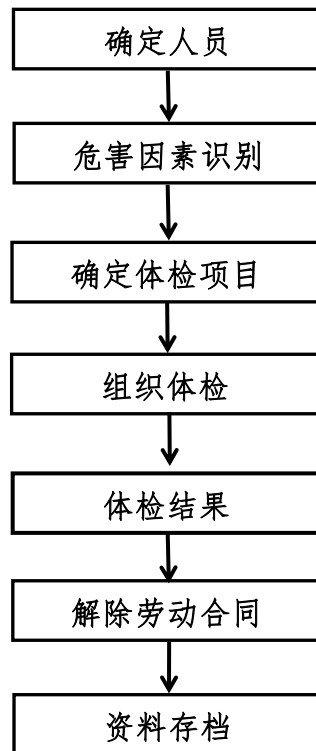 确定人员
危害因素识别
确定体检项目
组织体检
体检结果
解除劳动合同
资料存档